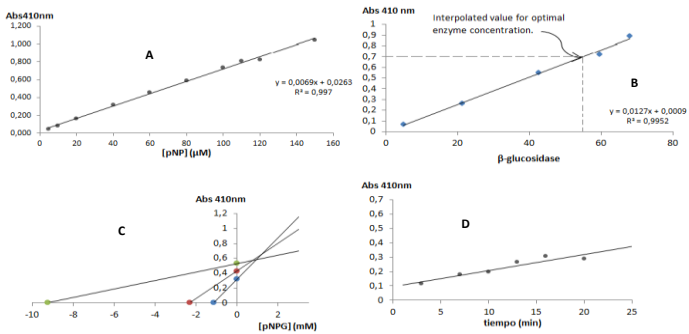 Abs410nm
1,200
1,000
0,800
0,600
0,400
0,200
0,000
A
y = 0,0069x + 0,0263
R² = 0,997
0 20 40 60 80 100 120 140 160
[pNP] (µM)
Abs 410 nm
1
0,9
0,8
0,7
0,6
0,5
0,4
0,3
0,2
0,1
0
Interpolated value for optimal
enzyme concentration.
B
y = 0,0127x + 0,0009
R² = 0,9952
0 20 40 60 80
β-glucosidase
Abs 410nm
1,2
1
0,8
0,6
0,4
0,2
0
C
-10 -8 -6 -4 -2 0 2
[pNPG] (mM)
Abs 410nm
0,7
0,6
0,5
0,4
0,3
0,2
0,1
0
D
0 5 10 15 20 25
tiempo (min)